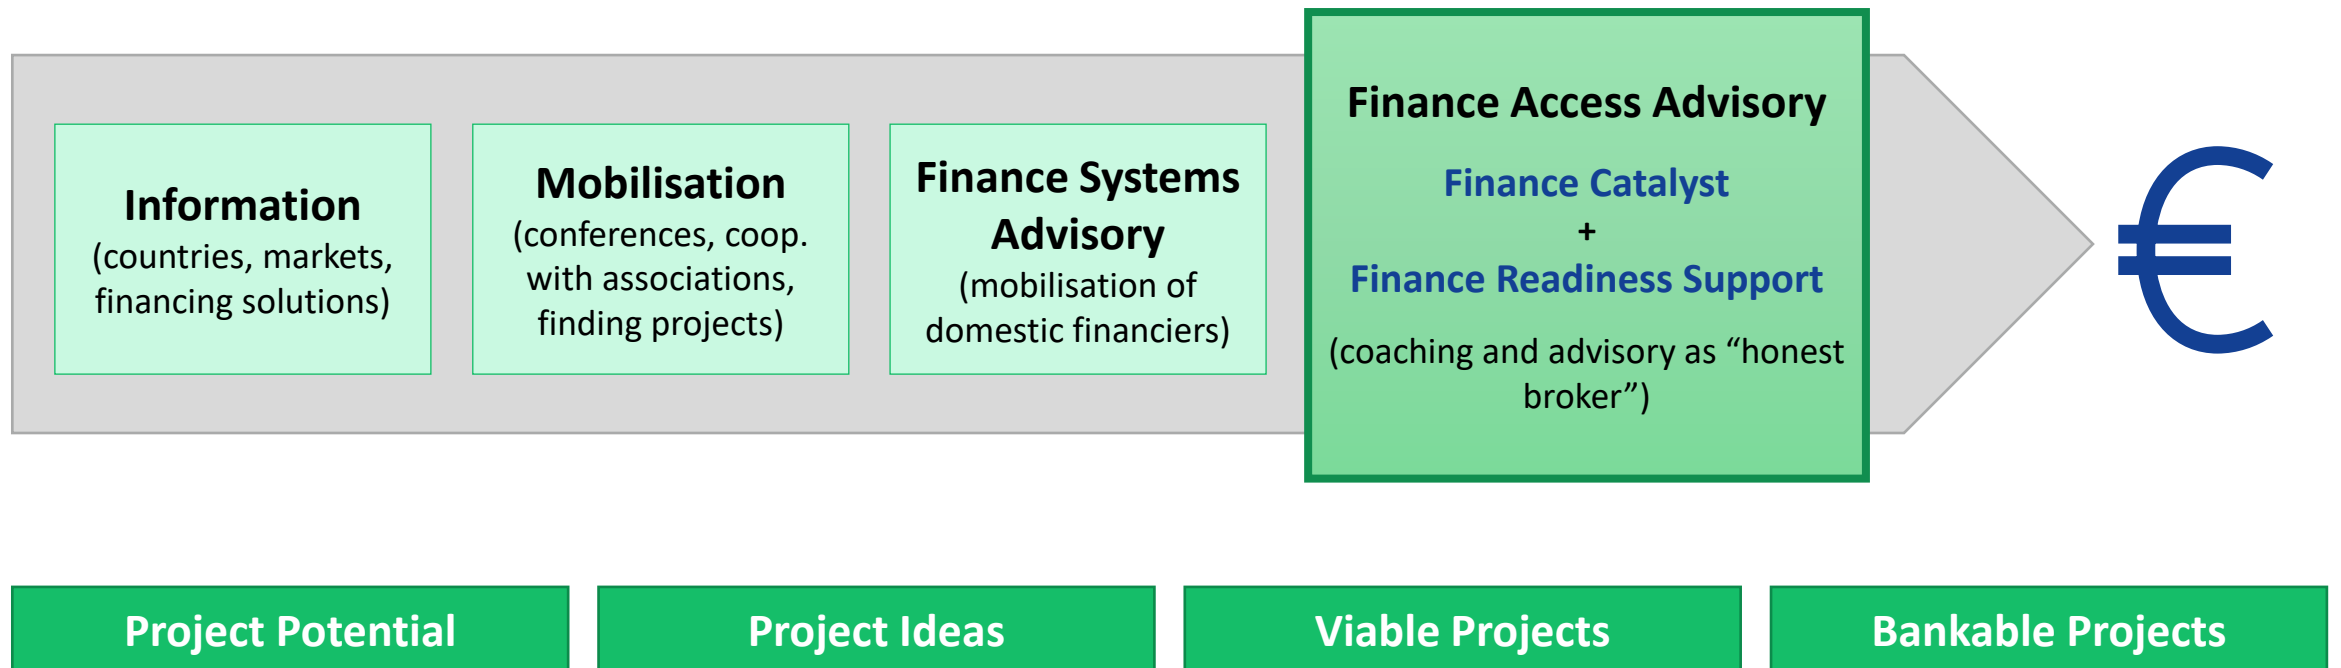 Information
(countries, markets,
financing solutions)
Mobilisation
(conferences, coop.
with associations,
finding projects)
Finance Systems
Advisory
(mobilisation of
domestic financiers)
Finance Access Advisory
Finance Catalyst
+
Finance Readiness Support
(coaching and advisory as “honest
broker”)
€
Project Potential
Project Ideas
Viable Projects
Bankable Projects